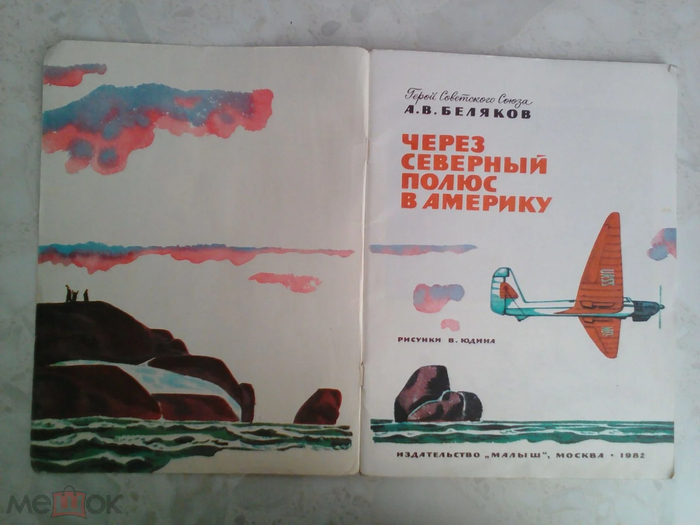 Герой Советского Союза
А.В.БЕЛЯКОВ
ЧЕРЕЗ
СЕВЕРНЫЙ
ПОЛЮС
В АМЕРИКУ
РИСУНКИ В. ЮДИНА
ИЗДАТЕЛЬСТВО „МАЛЫШ", МОСКВА • 1982
мешок